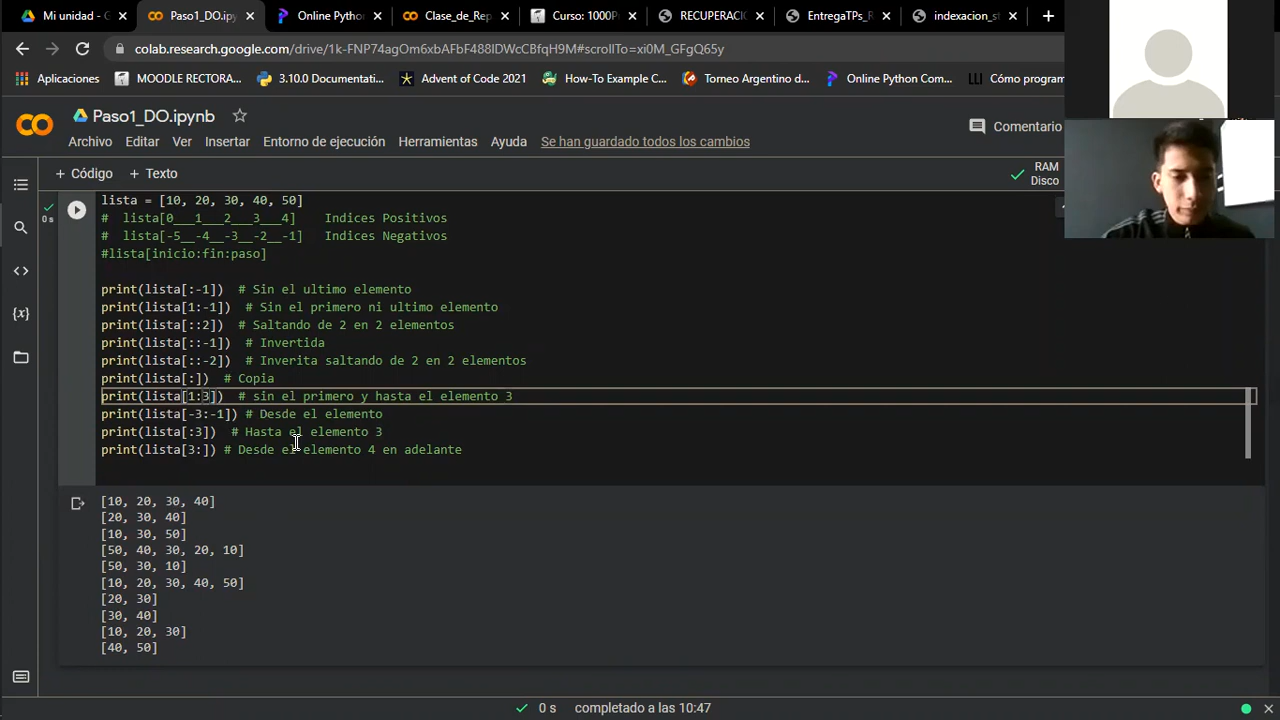 Mi unidad - G
Paso1_DO.ipynb
Online Python
Clase_de_Rep
Curso: 1000P
RECUPERACIÓ
EntregaTPs_R
indexacion_st
colab.research.google.com/drive/1k-FNP74agOm6xbAFbF488IDWcCBfqH9M#scrollTo=xi0M_GFgQ65y
Aplicaciones
MOODLE RECTORA...
3.10.0 Documentati...
Advent of Code 2021
How-To Example C...
Torneo Argentino d...
Online Python Com...
Cómo program
Paso1_DO.ipynb
Comentario
Archivo Editar Ver Insertar Entorno de ejecución Herramientas Ayuda Se han guardado todos los cambios
+ Código + Texto
RAM
Disco
0 s
lista = [10, 20, 30, 40, 50]
#  lista[0___1___2___3___4]    Indices Positivos
#  lista[-5__-4__-3__-2__-1]   Indices Negativos
#lista[inicio:fin:paso]
print(lista[:-1])  # Sin el ultimo elemento
print(lista[1:-1])  # Sin el primero ni ultimo elemento
print(lista[::2])  # Saltando de 2 en 2 elementos
print(lista[::-1])  # Invertida
print(lista[::-2])  # Inverita saltando de 2 en 2 elementos
print(lista[:])  # Copia
print(lista[1:3])  # sin el primero y hasta el elemento 3
print(lista[-3:-1]) # Desde el elemento
print(lista[:3])  # Hasta el elemento 3
print(lista[3:]) # Desde el elemento 4 en adelante
[10, 20, 30, 40]
[20, 30, 40]
[10, 30, 50]
[50, 40, 30, 20, 10]
[50, 30, 10]
[10, 20, 30, 40, 50]
[20, 30]
[30, 40]
[10, 20, 30]
[40, 50]
0 s completado a las 10:47